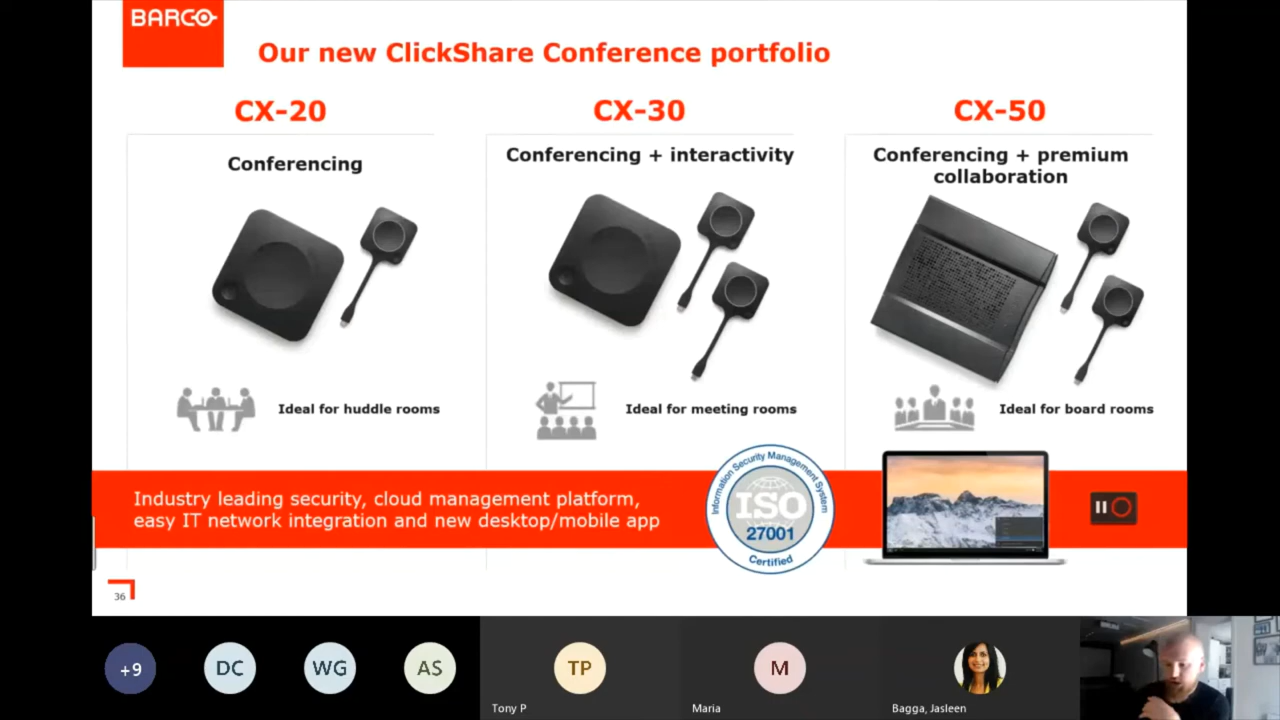 BARCO
Our new ClickShare Conference portfolio
CX-20
Conferencing
Ideal for huddle rooms
CX-30
Conferencing + interactivity
Ideal for meeting rooms
CX-50
Conferencing + premium
collaboration
Ideal for board rooms
Industry leading security, cloud management platform,
easy IT network integration and new desktop/mobile app
Information Security Management System
ISO
27001
Certified
36
+9
DC
WG
AS
TP
Tony P
M
Maria
Bagga, Jasleen